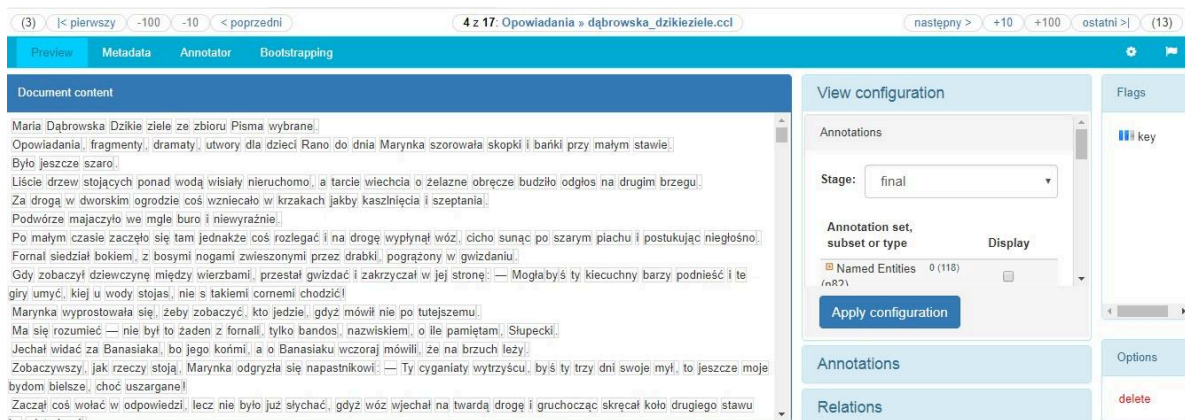 (3) |< pierwszy -100 -10 < poprzedni 4 z 17: Opowiadania » dąbrowska_dzikieziele.ccl następny > +10 +100 ostatni >| (13)
Preview Metadata Annotator Bootstrapping
Document content
Maria Dąbrowska Dzikie ziele ze zbioru Pisma wybrane.
Opowiadania, fragmenty, dramaty, utwory dla dzieci Rano do dnia Marynka szorowała skopki i bańki przy małym stawie.
Było jeszcze szaro.
Liście drzew stojących ponad wodą wisiały nieruchomo, a tarcie wiechcia o żelazne obręcze budziło odgłos na drugim brzegu.
Za drogą w dworskim ogrodzie coś wzniecało w krzakach jakby kaszlnięcia i szeptania.
Podwórze majaczyło we mgle buro i niewyraźnie.
Po małym czasie zaczęło się tam jednakże coś rozlegać i na drogę wypłynął wóz, cicho sunąc po szarym piachu i postukując niegłośno.
Fornal siedział bokiem, z bosymi nogami zwieszonymi przez drabki, pogrążony w gwizdaniu.
Gdy zobaczył dziewczynę między wierzbami, przestał gwizdać i zakrzyczał w jej stronę: — Mogłabyś ty kiecuchny barzy podnieść i te
giry umyć, kiej u wody stojas, nie s takiemi cornemi chodzić!
Marynka wyprostowała się, żeby zobaczyć, kto jedzie, gdyż mówił nie po tutejszemu.
Ma się rozumieć — nie był to żaden z fornali, tylko bandos, nazwiskiem, o ile pamiętam, Słupecki.
Jechał widać za Banasiaka, bo jego końmi, a o Banasiaku wczoraj mówili, że na brzuch leży.
Zobaczywszy, jak rzeczy stoją, Marynka odgryzła się napastnikowi: — Ty cyganiaty wytrzyścu, byś ty trzy dni swoje mył, to jeszcze moje
bydom bielsze, choć uszargane!
Zaczął coś wołać w odpowiedzi, lecz nie było już słychać, gdyż wóz wjechał na twardą drogę i gruchocząc skręcał koło drugiego stawu
View configuration
Annotations
Stage: final
Annotation set,
subset or type Display
Named Entities 0 (118)
(n82)
Apply configuration
Annotations
Relations
Flags
key
Options
delete